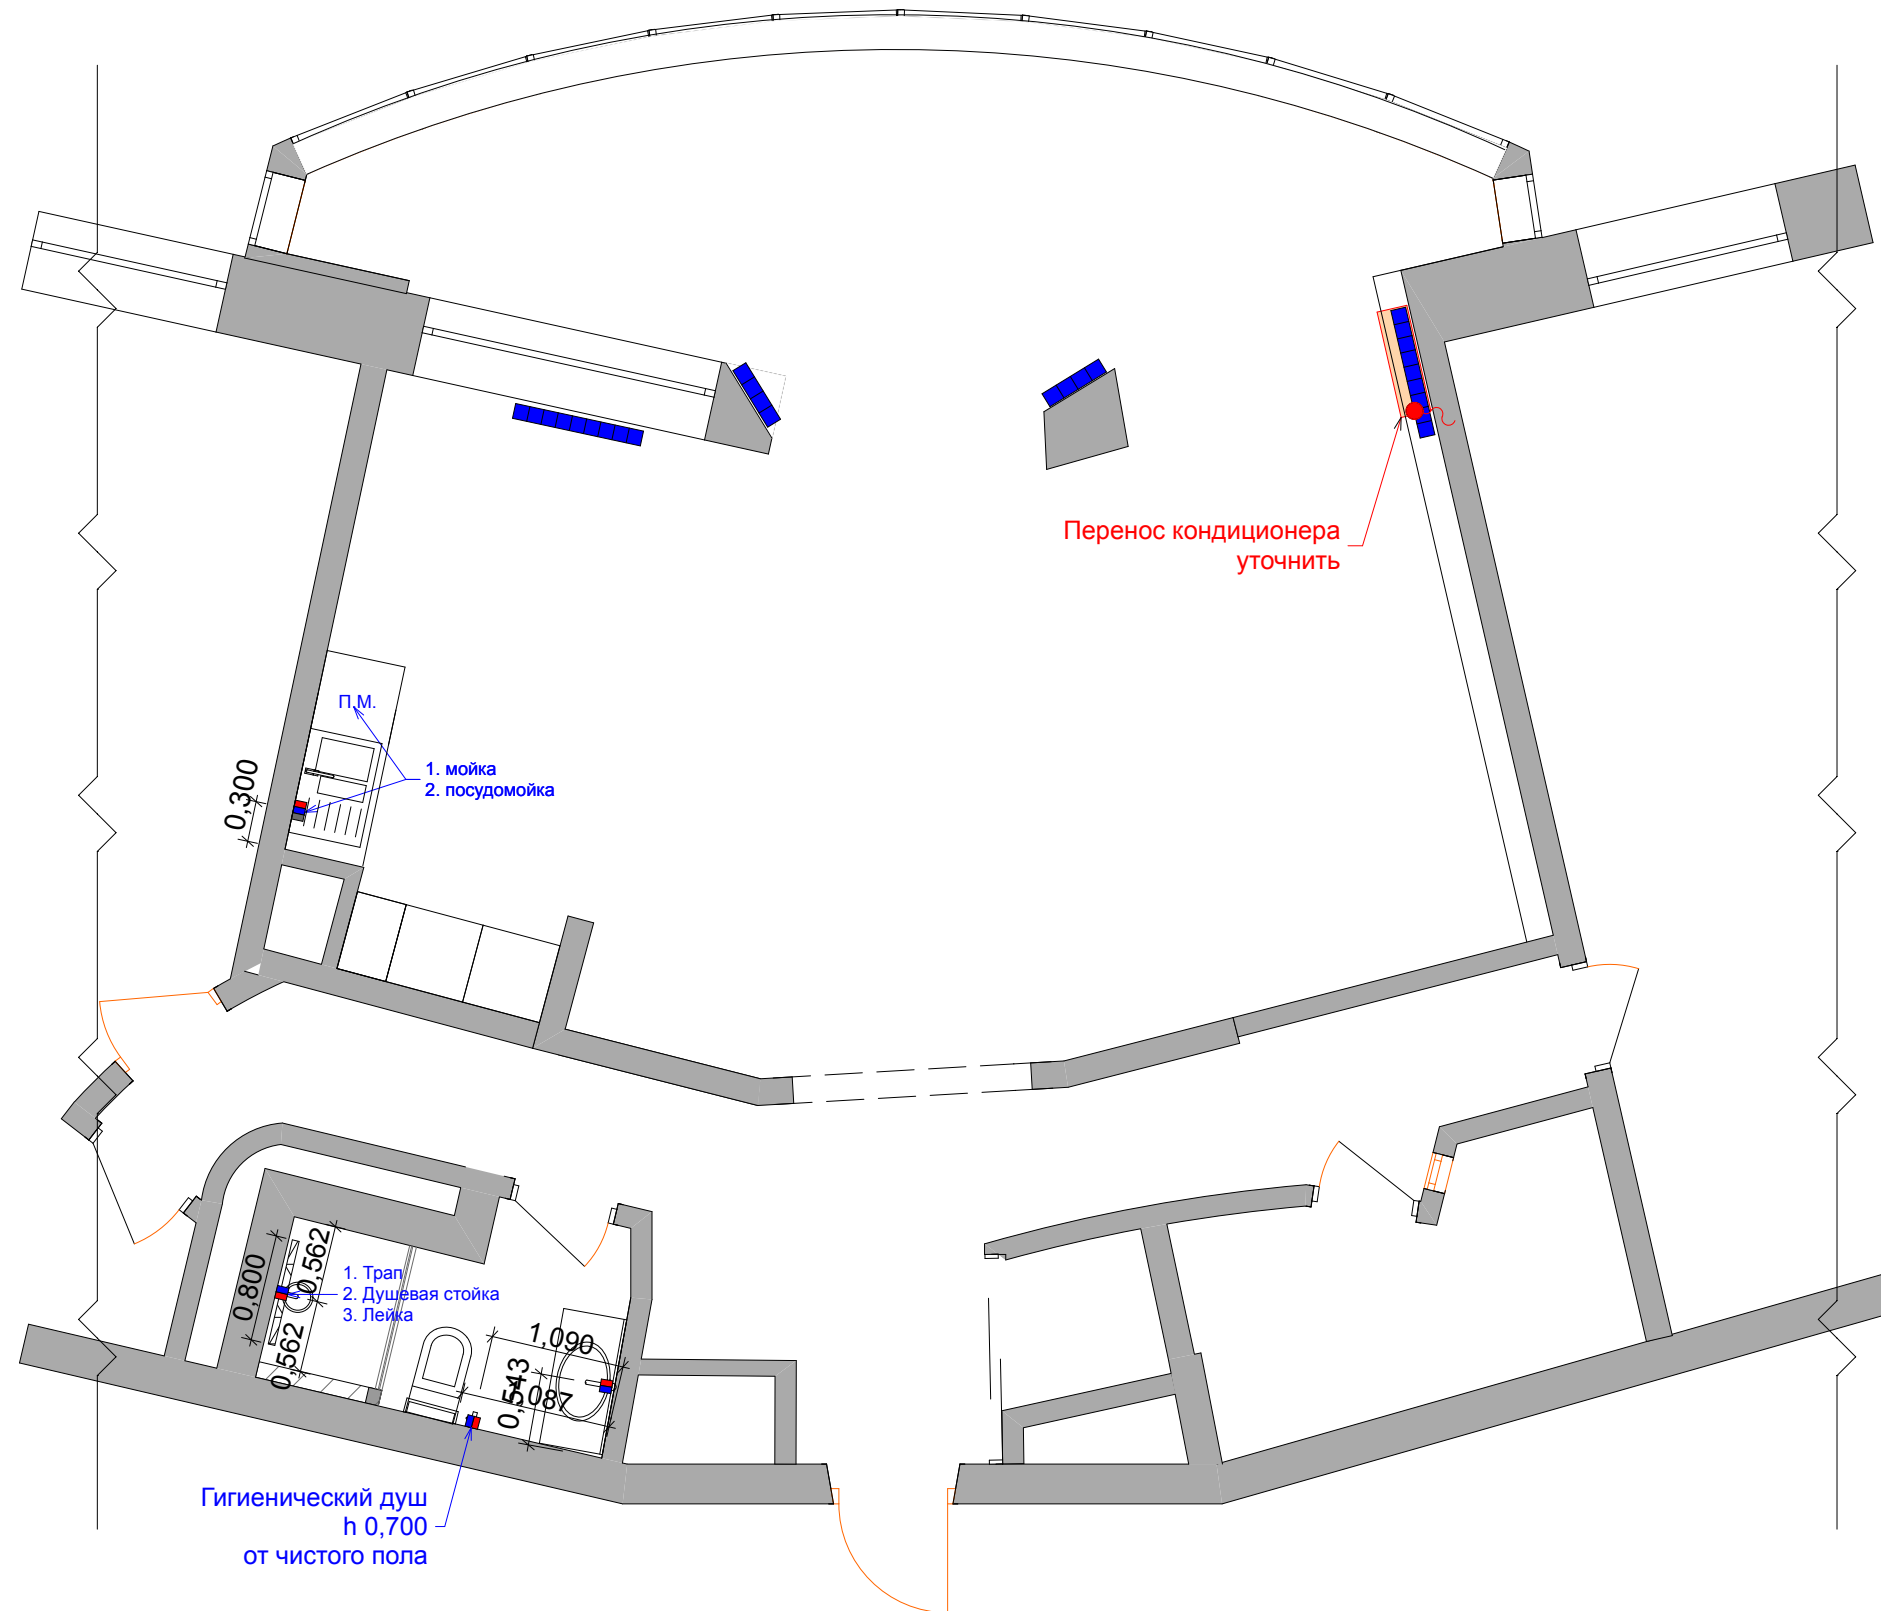 Перенос кондиционера
уточнить
П.М.
1. мойка
2. посудомойка
0,300
0,562
0,800
1. Трап
2. Душевая стойка
3. Лейка
0,562
1,090
0,543
Гигиенический душ
h 0,700
от чистого пола